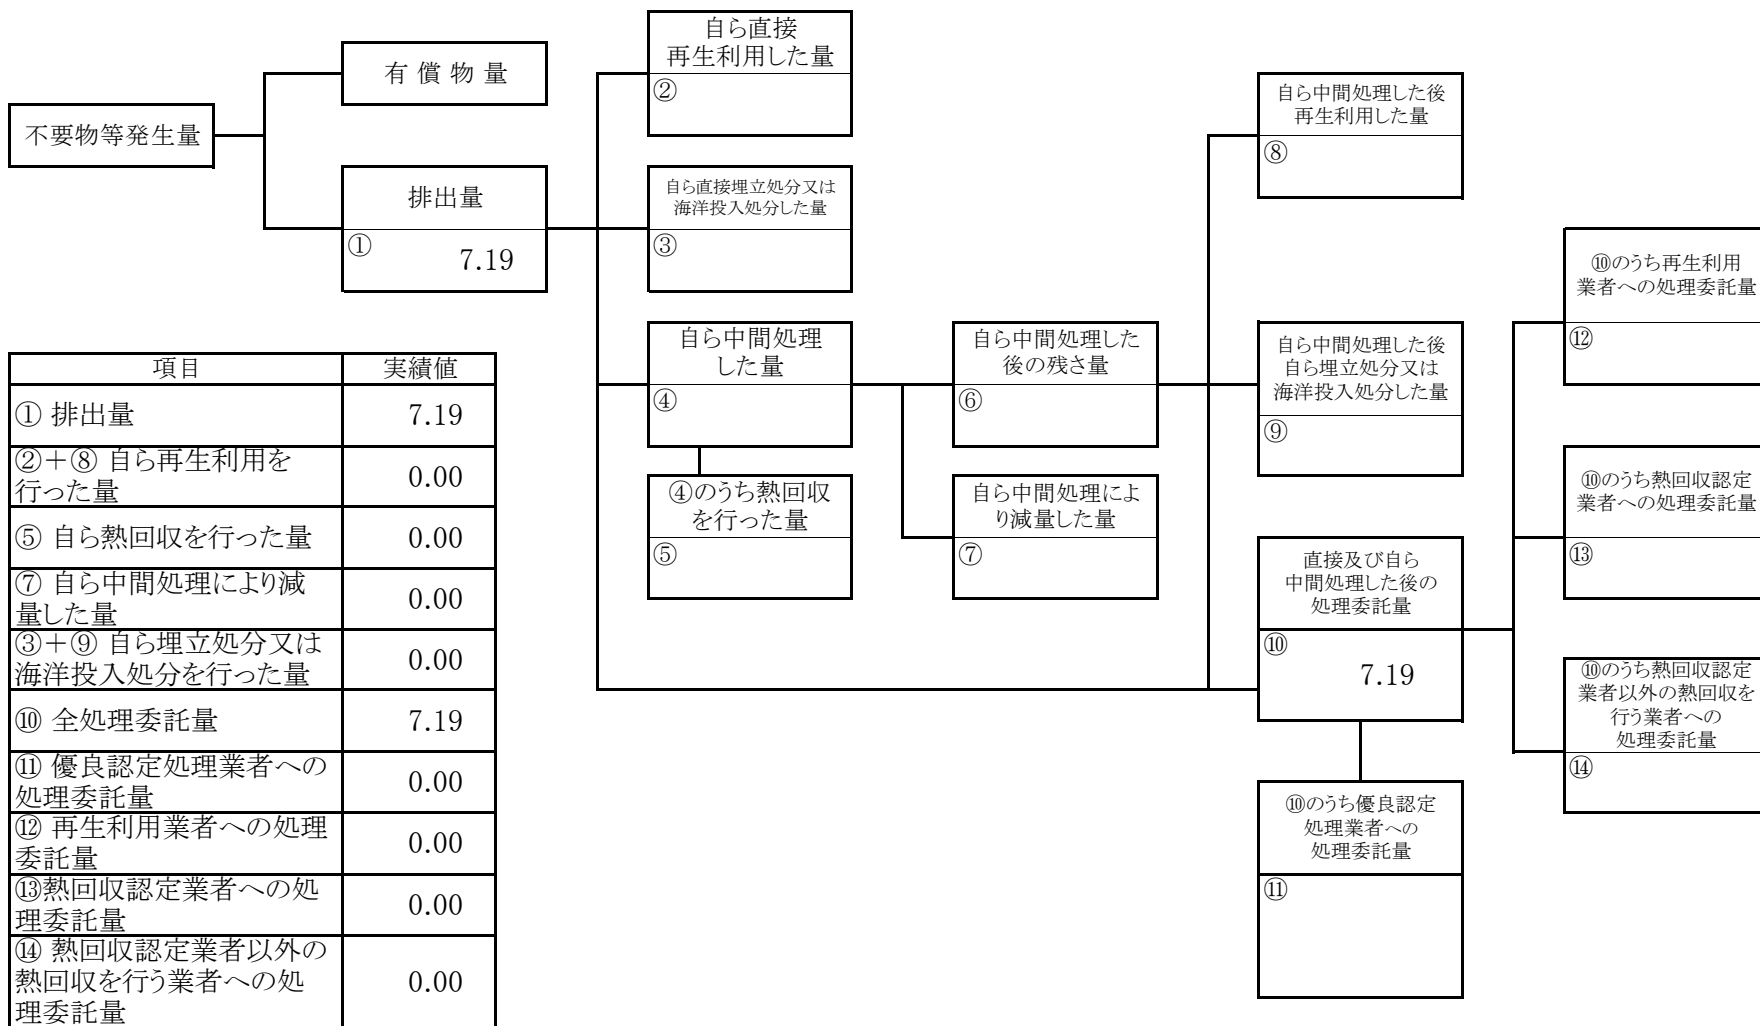 不要物等発生量
有償物量
排出量
①
7.19
自ら直接
再生利用した量
②
自ら直接埋立処分又は
海洋投入処分した量
③
自ら中間処理
した量
④
④のうち熱回収
を行った量
⑤
自ら中間処理した
後の残さ量
⑥
自ら中間処理によ
り減量した量
⑦
自ら中間処理した後
再生利用した量
⑧
自ら中間処理した後
自ら埋立処分又は
海洋投入処分した量
⑨
直接及び自ら
中間処理した後の
処理委託量
⑩
7.19
⑩のうち優良認定
処理業者への
処理委託量
⑪
⑩のうち再生利用
業者への処理委託量
⑫
⑩のうち熱回収認定
業者への処理委託量
⑬
⑩のうち熱回収認定
業者以外の熱回収を
行う業者への
処理委託量
⑭
項目 実績値
① 排出量 7.19
②+⑧ 自ら再生利用を
行った量 0.00
⑤ 自ら熱回収を行った量 0.00
⑦ 自ら中間処理により減
量した量 0.00
③+⑨ 自ら埋立処分又は
海洋投入処分を行った量 0.00
⑩ 全処理委託量 7.19
⑪ 優良認定処理業者への
処理委託量 0.00
⑫ 再生利用業者への処理
委託量 0.00
⑬熱回収認定業者への処
理委託量 0.00
⑭ 熱回収認定業者以外の
熱回収を行う業者への処
理委託量 0.00